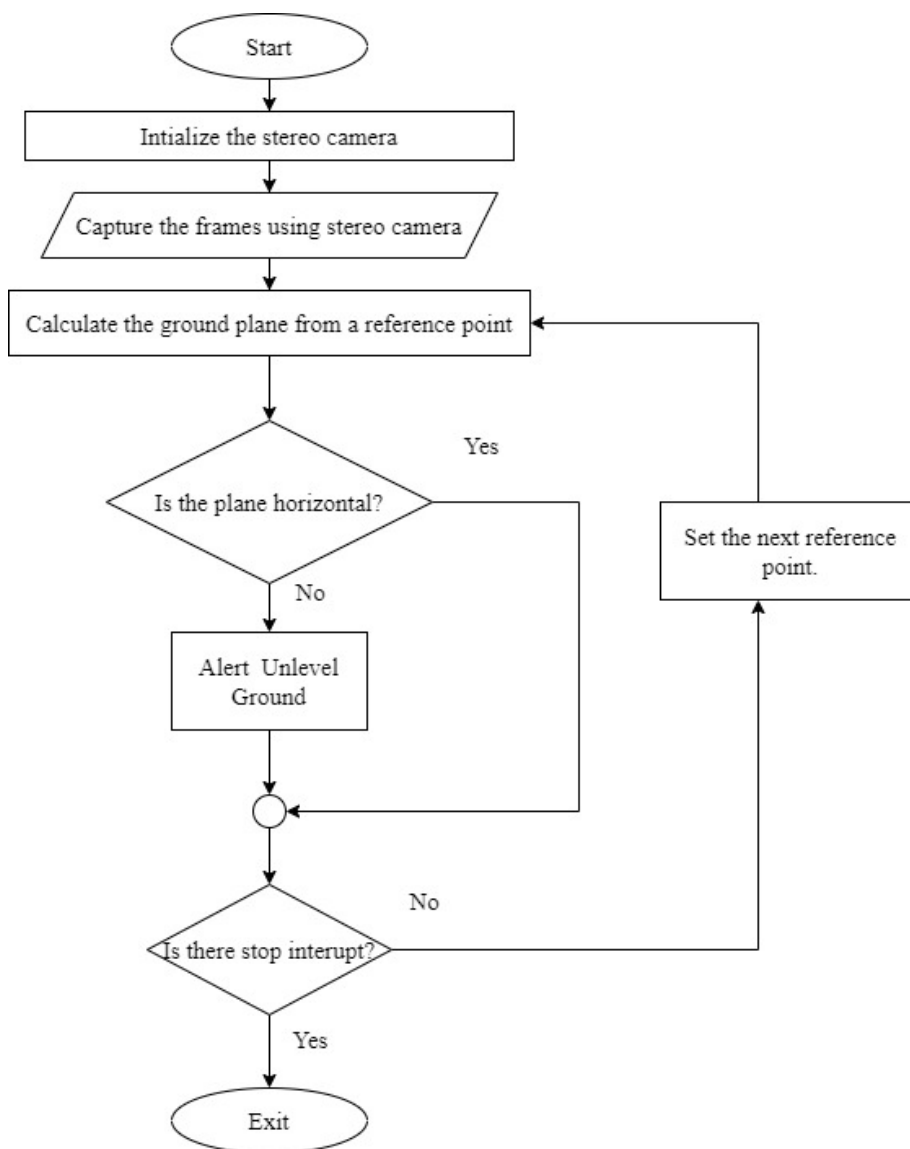 Start
Intialize the stereo camera
Capture the frames using stereo camera
Calculate the ground plane from a reference point
Yes
Is the plane horizontal?
Set the next reference
point.
No
Alert  Unlevel
Ground
No
Is there stop interupt?
Yes
Exit